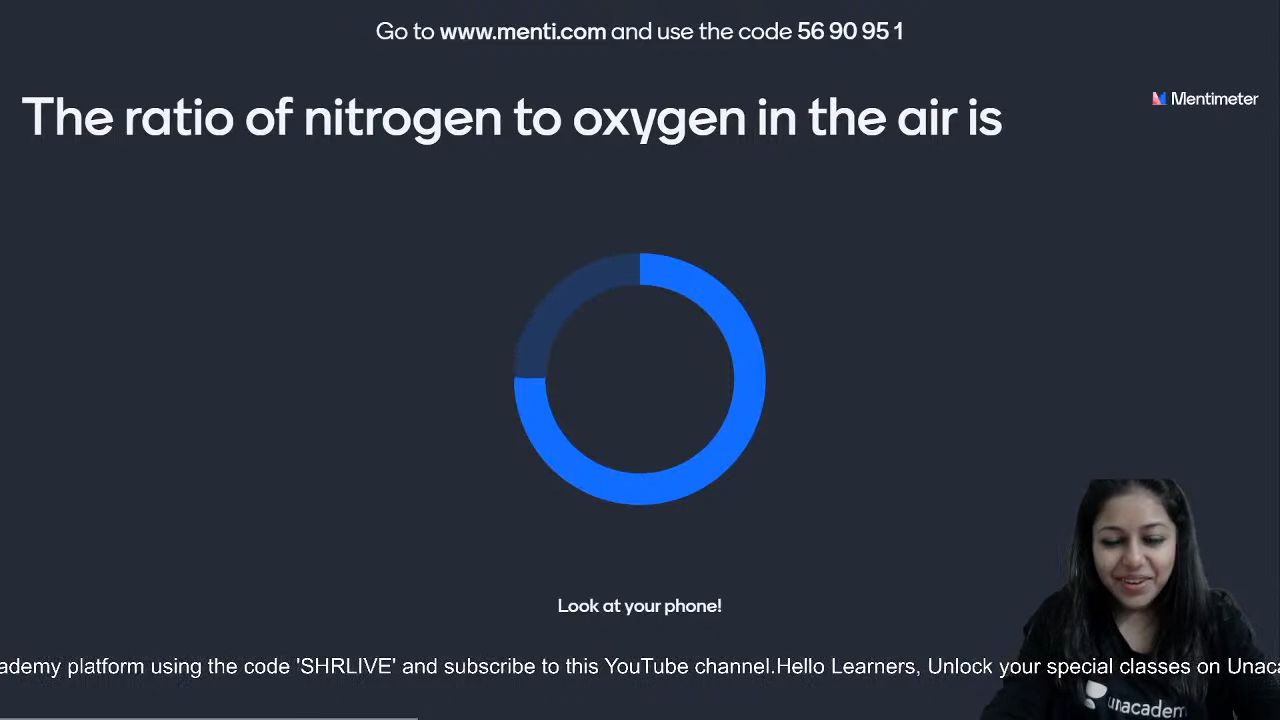 Go to www.menti.com and use the code 56 90 95 1
The ratio of nitrogen to oxygen in the air is
Mentimeter
Look at your phone!
ademy platform using the code 'SHRLIVE' and subscribe to this YouTube channel.Hello Learners, Unlock your special classes on Unaca
unacademy